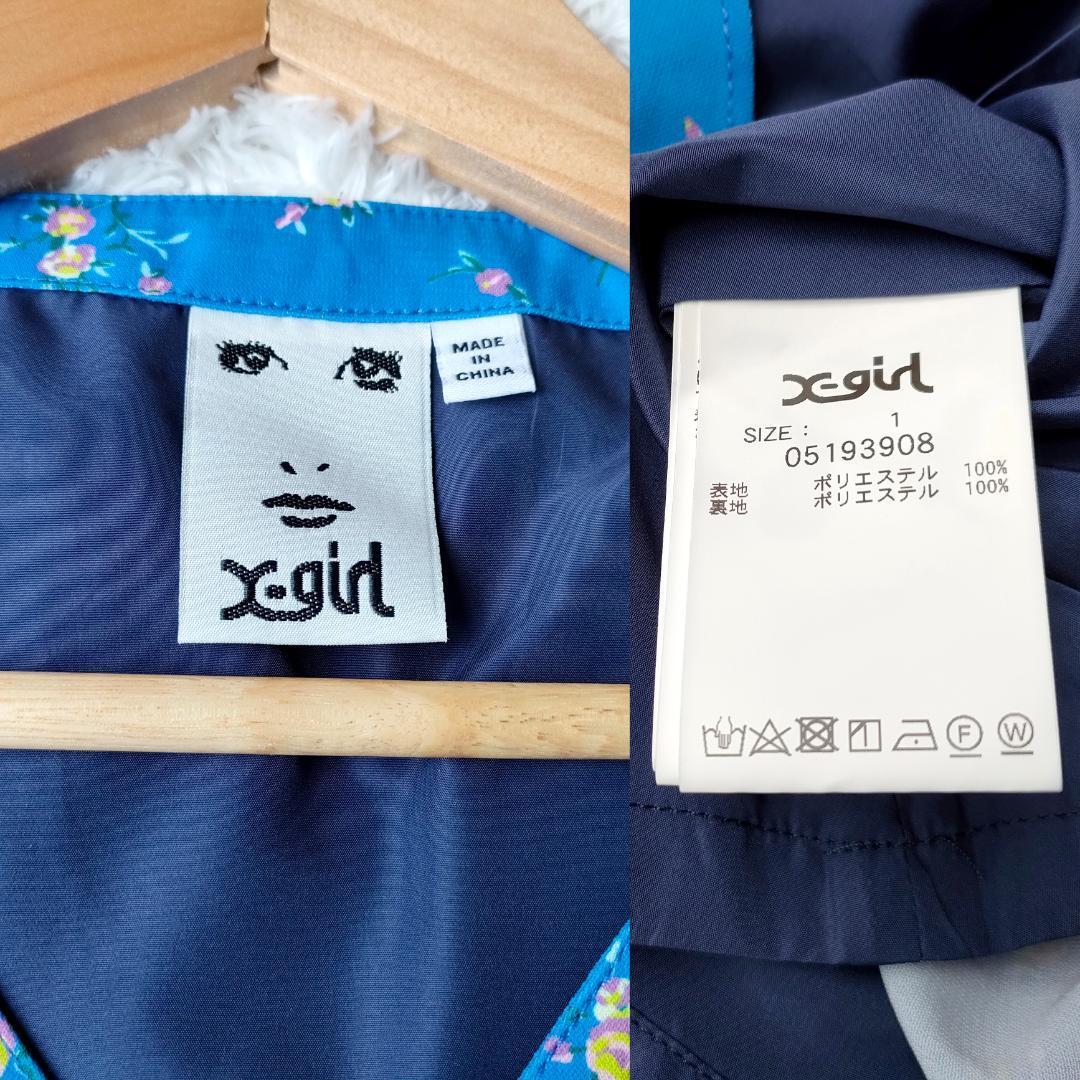 MADE
IN
CHINA
X-girl
X-girl
SIZE : 1
05193908
表地 ポリエステル 100%
裏地 ポリエステル 100%
F
W